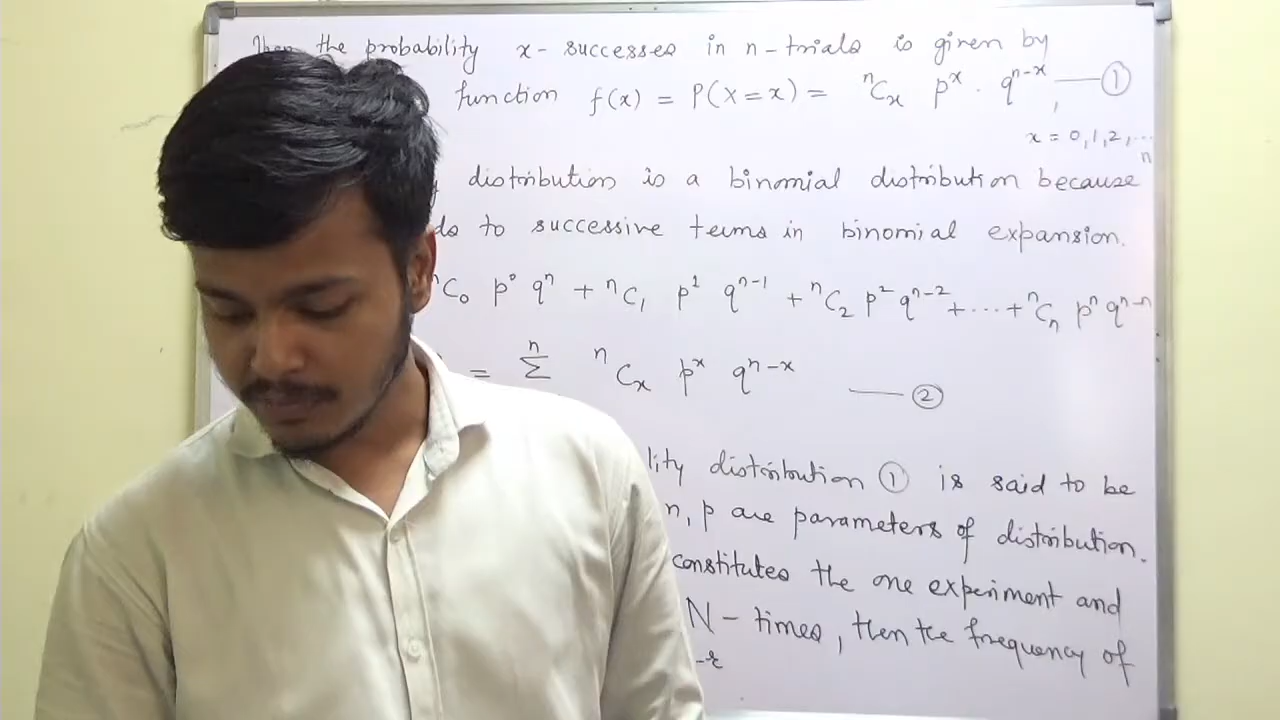 Then the probability x - successes in n - trials is given by
function f(x) = P(X = x) = ⁿCₓ pˣ . qⁿ⁻ˣ, —— ①
x = 0, 1, 2, ... n
distribution is a binomial distribution because
to successive terms in binomial expansion.
ⁿC₀ p⁰ qⁿ + ⁿC₁ p¹ qⁿ⁻¹ + ⁿC₂ p² qⁿ⁻² + ... + ⁿCₙ pⁿ qⁿ⁻ⁿ
= Σⁿ ⁿCₓ pˣ qⁿ⁻ˣ —— ②
lity distribution ① is said to be
n, p are parameters of distribution.
constitutes the one experiment and
N - times, then the frequency of